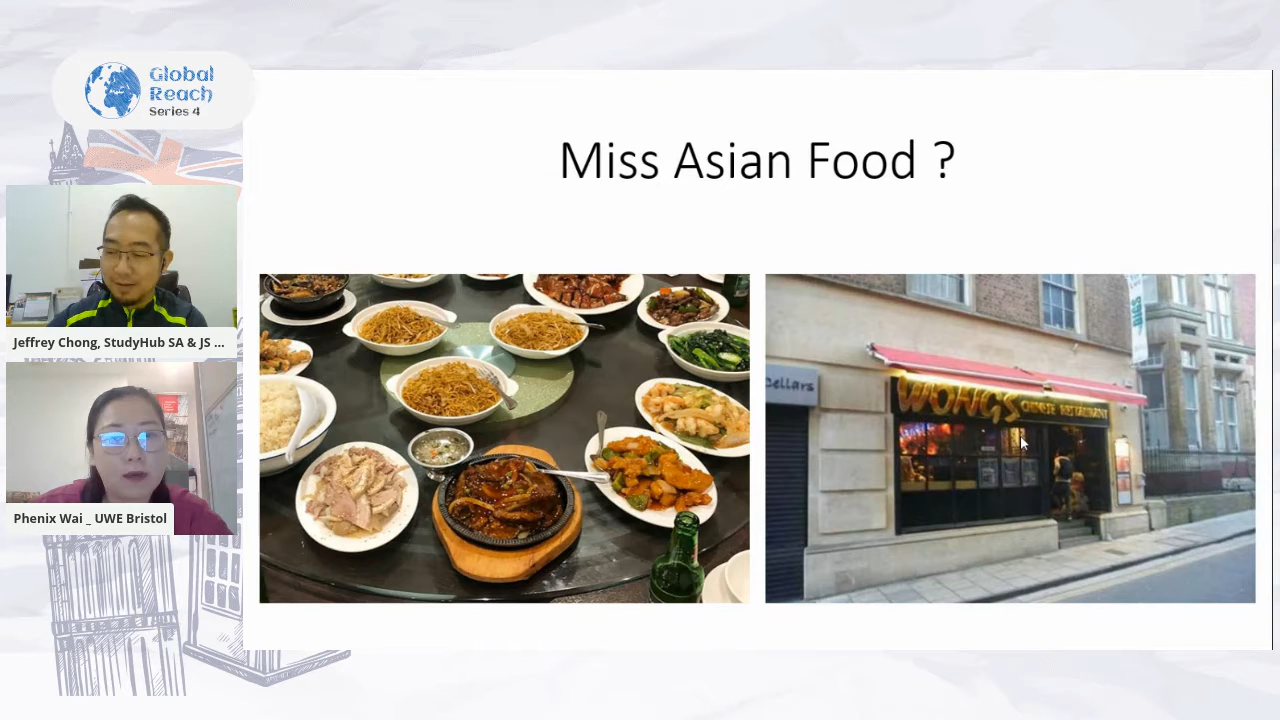 Global
Reach
Series 4
Miss Asian Food ?
Jeffrey Chong, StudyHub SA & JS ...
Phenix Wai _ UWE Bristol
Cellars
WONG'S CHINESE RESTAURANT